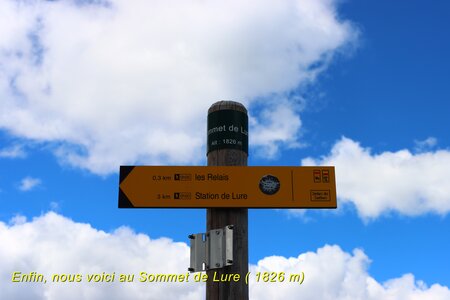 Sommet de Lure
Alt : 1826 m
0,3 km les Relais
5 km Station de Lure
Enfin, nous voici au Sommet de Lure ( 1826 m)